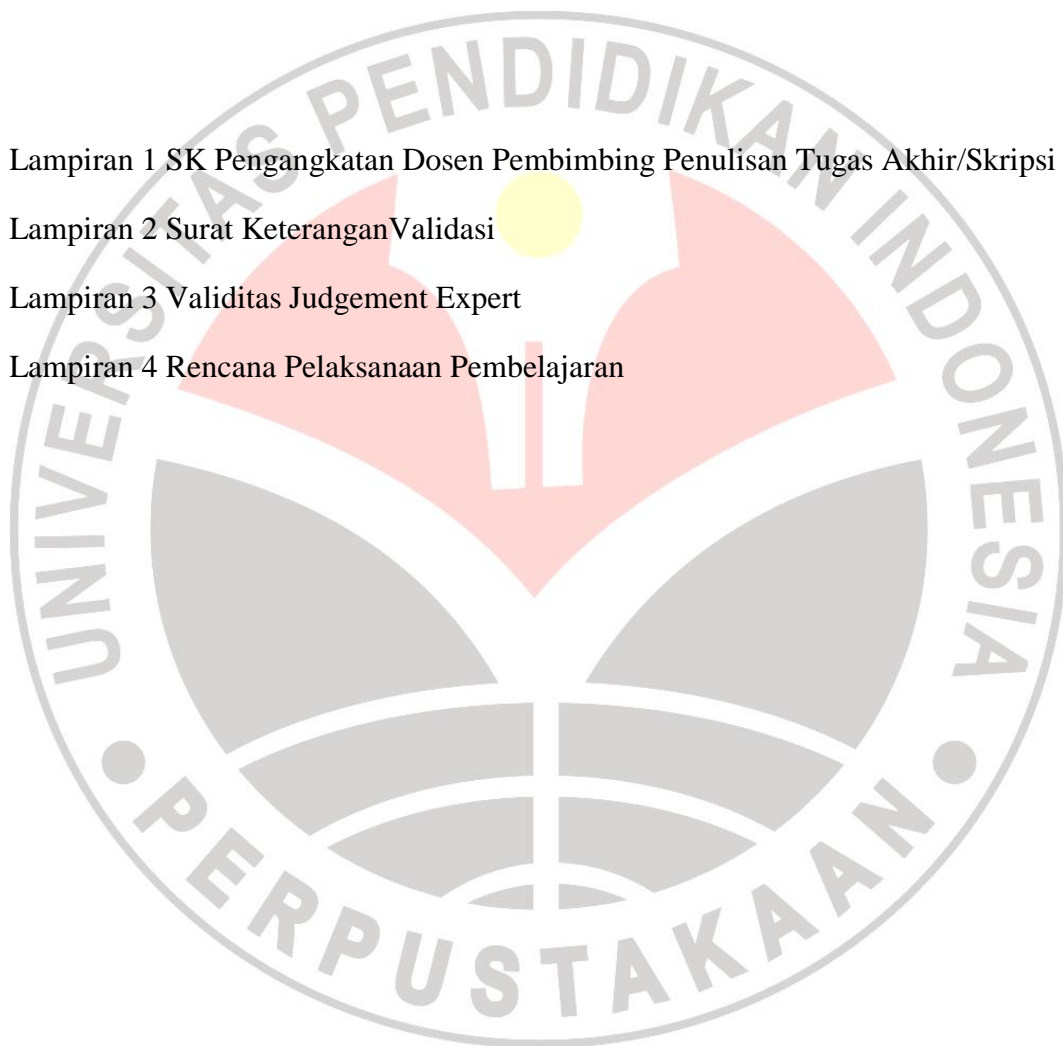 Lampiran 1 SK Pengangkatan Dosen Pembimbing Penulisan Tugas Akhir/Skripsi
Lampiran 2 Surat KeteranganValidasi
Lampiran 3 Validitas Judgement Expert
Lampiran 4 Rencana Pelaksanaan Pembelajaran
UNIVERSITAS PENDIDIKAN INDONESIA
PERPUSTAKAAN